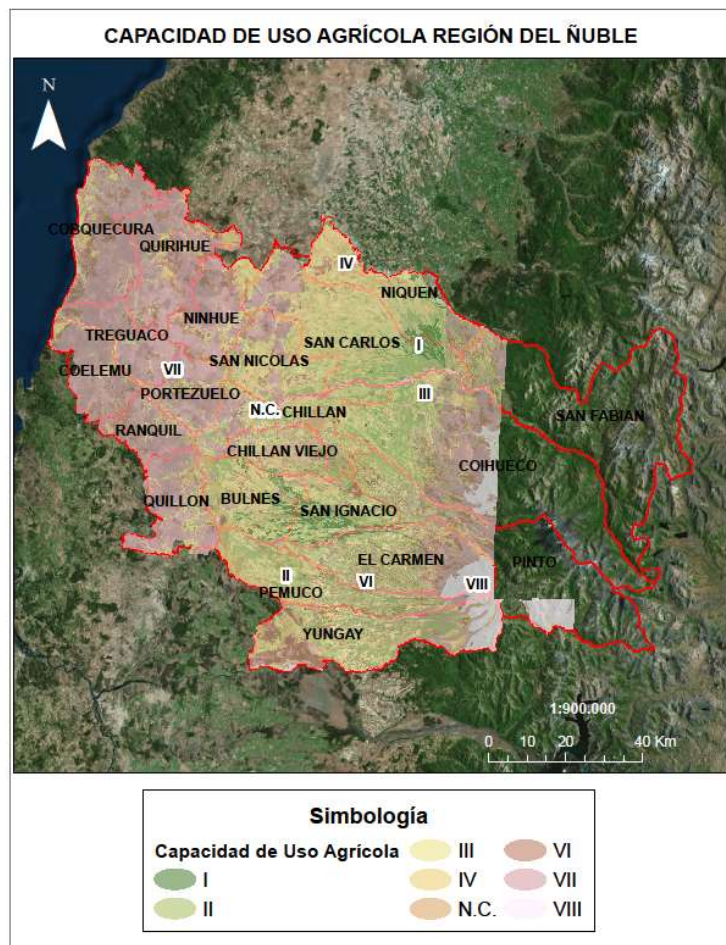 CAPACIDAD DE USO AGRÍCOLA REGIÓN DEL ÑUBLE
N
COBQUECURA
QUIRIHUE
IV
NIQUEN
NINHUE
TREGUACO
SAN CARLOS
I
SAN NICOLAS
COELEMU
VII
PORTEZUELO
III
N.C.
CHILLAN
SAN FABIAN
RANQUIL
CHILLAN VIEJO
COIHUECO
QUILLON
BULNES
SAN IGNACIO
EL CARMEN
PINTO
II
VI
VIII
PEMUCO
YUNGAY
1:900.000
0 10 20 40 Km
Simbología
Capacidad de Uso Agrícola
I
II
III
IV
N.C.
VI
VII
VIII